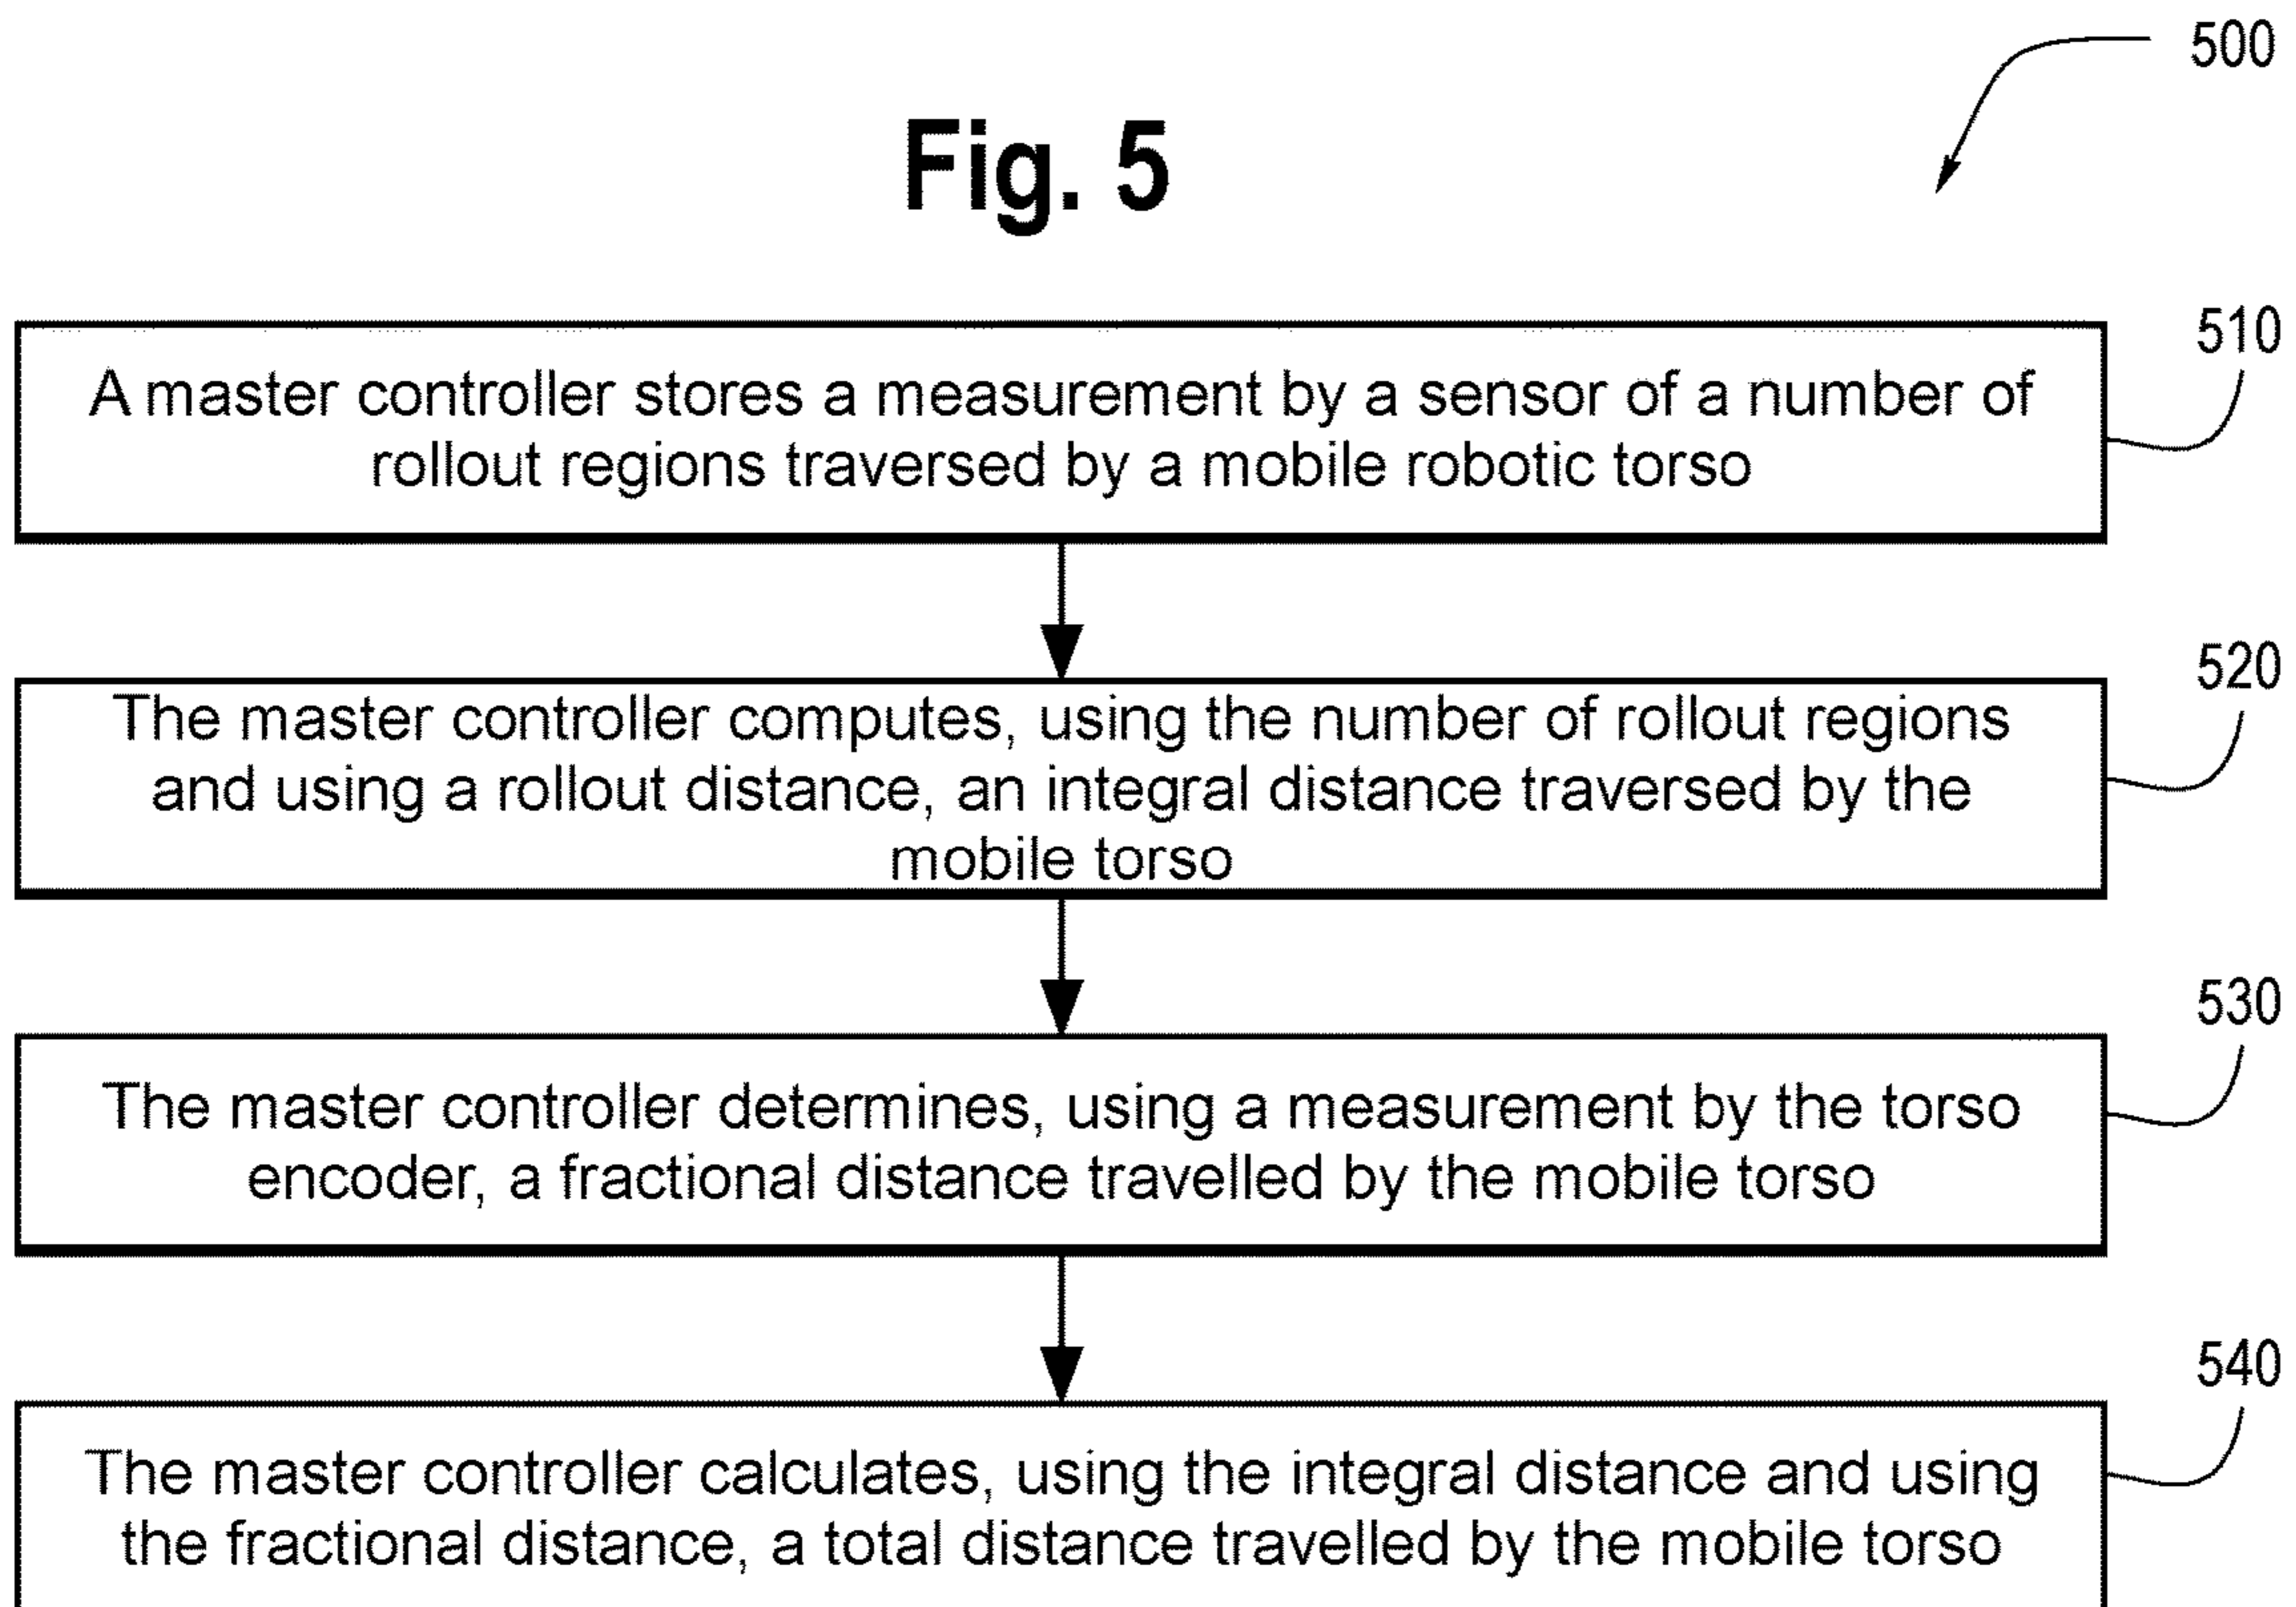 500
Fig. 5
510
A master controller stores a measurement by a sensor of a number of
rollout regions traversed by a mobile robotic torso
520
The master controller computes, using the number of rollout regions
and using a rollout distance, an integral distance traversed by the
mobile torso
530
The master controller determines, using a measurement by the torso
encoder, a fractional distance travelled by the mobile torso
540
The master controller calculates, using the integral distance and using
the fractional distance, a total distance travelled by the mobile torso